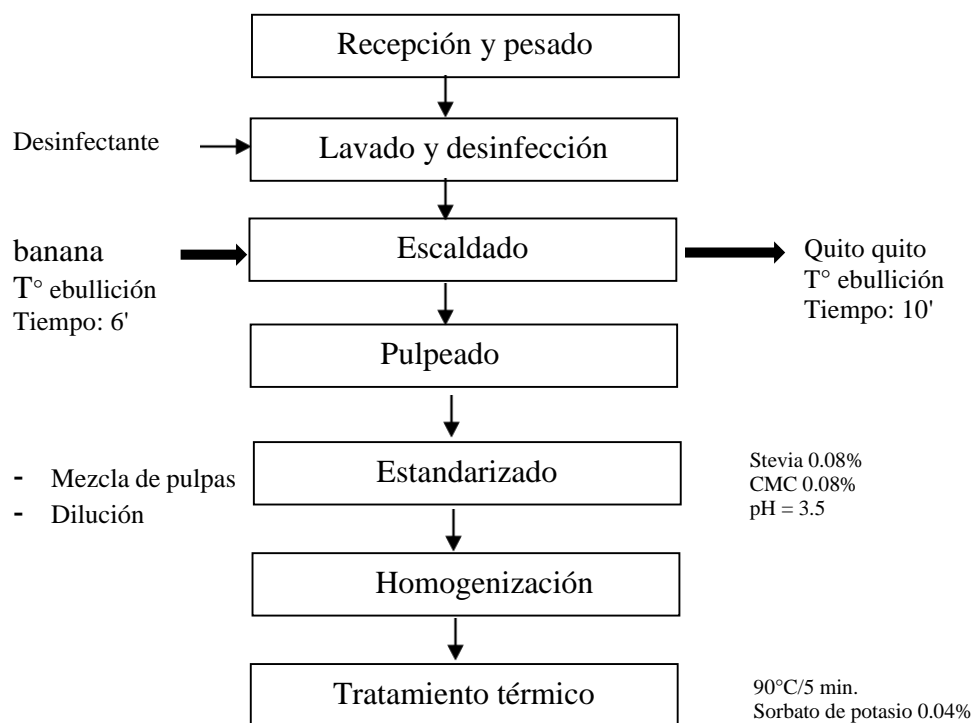 Recepción y pesado
Desinfectante
Lavado y desinfección
banana
T° ebullición
Tiempo: 6'
Escaldado
Quito quito
T° ebullición
Tiempo: 10'
Pulpeado
- Mezcla de pulpas
- Dilución
Estandarizado
Stevia 0.08%
CMC 0.08%
pH = 3.5
Homogenización
Tratamiento térmico
90°C/5 min.
Sorbato de potasio 0.04%